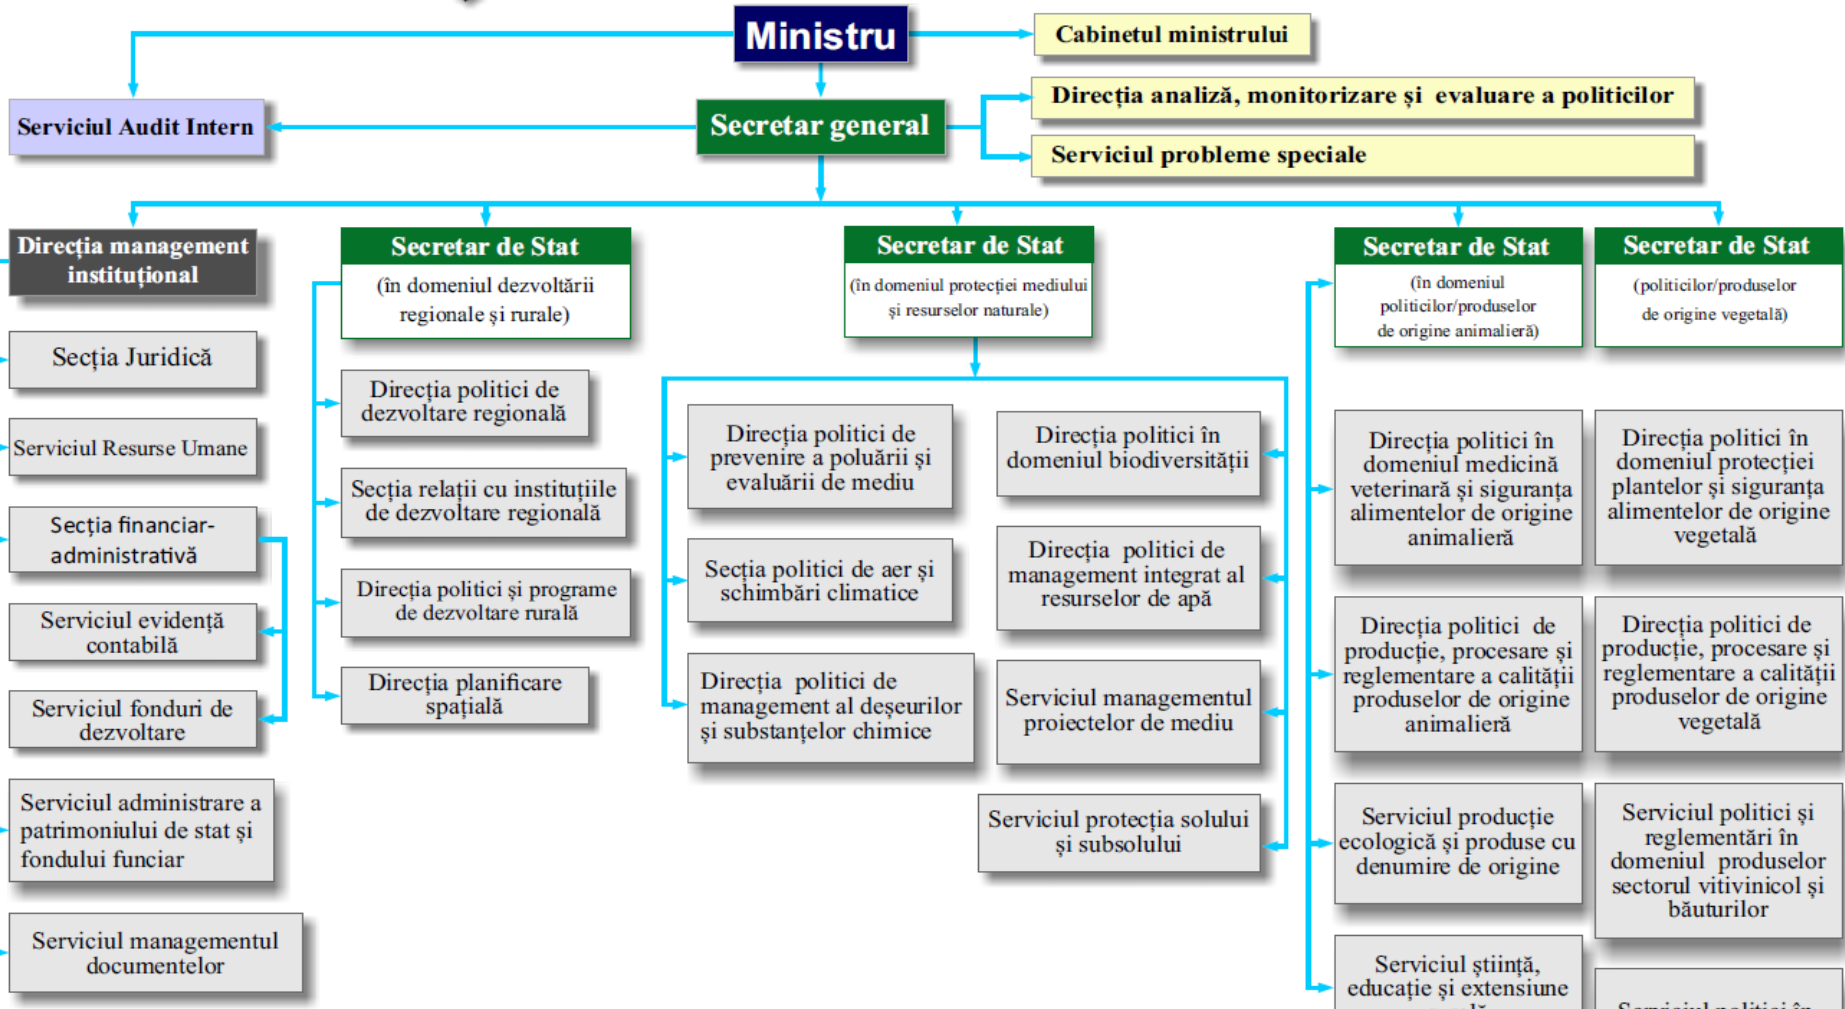 Ministru
Cabinetul ministrului
Direcția analiză, monitorizare și evaluare a politicilor
Serviciul Audit Intern
Secretar general
Serviciul probleme speciale
Direcția management
instituțional
Secția Juridică
Serviciul Resurse Umane
Secția financiar-
administrativă
Serviciul evidență
contabilă
Serviciul fonduri de
dezvoltare
Serviciul administrare a
patrimoniului de stat și
fondului funciar
Serviciul managementul
documentelor
Secretar de Stat
(în domeniul dezvoltării
regionale și rurale)
Direcția politici de
dezvoltare regională
Secția relații cu instituțiile
de dezvoltare regională
Direcția politici și programe
de dezvoltare rurală
Direcția planificare
spațială
Secretar de Stat
(în domeniul protecției mediului
și resurselor naturale)
Direcția politici de
prevenire a poluării și
evaluării de mediu
Secția politici de aer și
schimbări climatice
Direcția politici de
management al deșeurilor
și substanțelor chimice
Direcția politici în
domeniul biodiversității
Direcția politici de
management integrat al
resurselor de apă
Serviciul managementul
proiectelor de mediu
Serviciul protecția solului
și subsolului
Secretar de Stat
(în domeniul
politicilor/produselor
de origine animalieră)
Direcția politici în
domeniul medicină
veterinară și siguranța
alimentelor de origine
animalieră
Direcția politici de
producție, procesare și
reglementare a calității
produselor de origine
animalieră
Serviciul producție
ecologică și produse cu
denumire de origine
Serviciul știință,
educație și extensiune
Secretar de Stat
(politicilor/produselor
de origine vegetală)
Direcția politici în
domeniul protecției
plantelor și siguranța
alimentelor de origine
vegetală
Direcția politici de
producție, procesare și
reglementare a calității
produselor de origine
vegetală
Serviciul politici și
reglementări în
domeniul produselor
sectorul vitivinicol și
băuturilor
Serviciul politici în